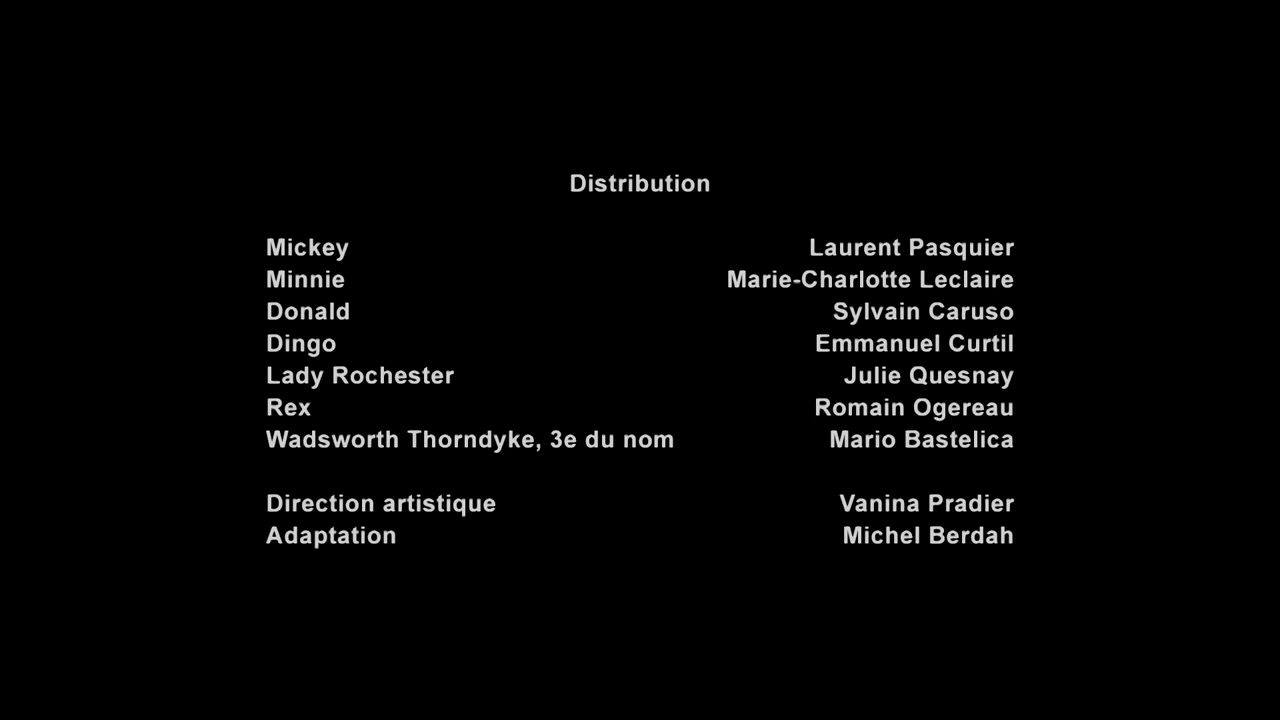 Distribution
Mickey Laurent Pasquier
Minnie Marie-Charlotte Leclaire
Donald Sylvain Caruso
Dingo Emmanuel Curtil
Lady Rochester Julie Quesnay
Rex Romain Ogereau
Wadsworth Thorndyke, 3e du nom Mario Bastelica
Direction artistique Vanina Pradier
Adaptation Michel Berdah